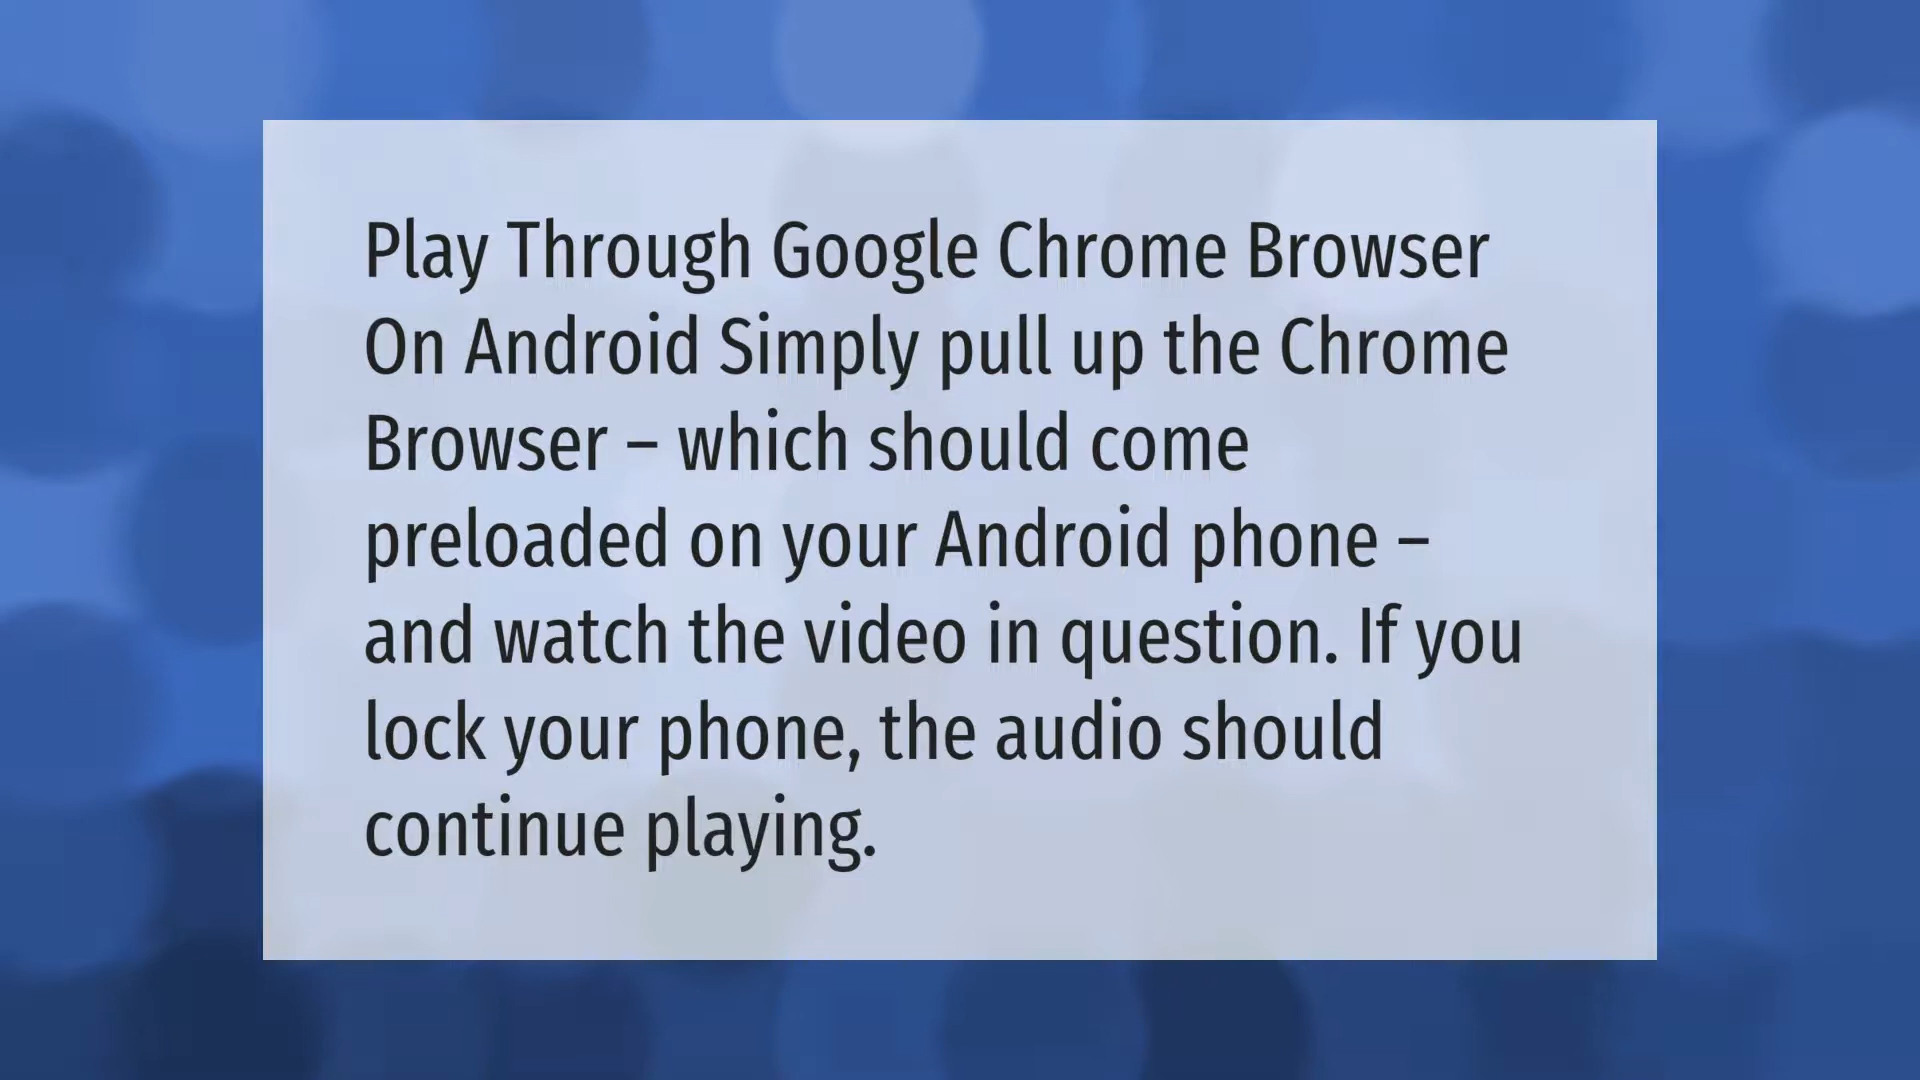 Play Through Google Chrome Browser
On Android Simply pull up the Chrome
Browser – which should come
preloaded on your Android phone –
and watch the video in question. If you
lock your phone, the audio should
continue playing.